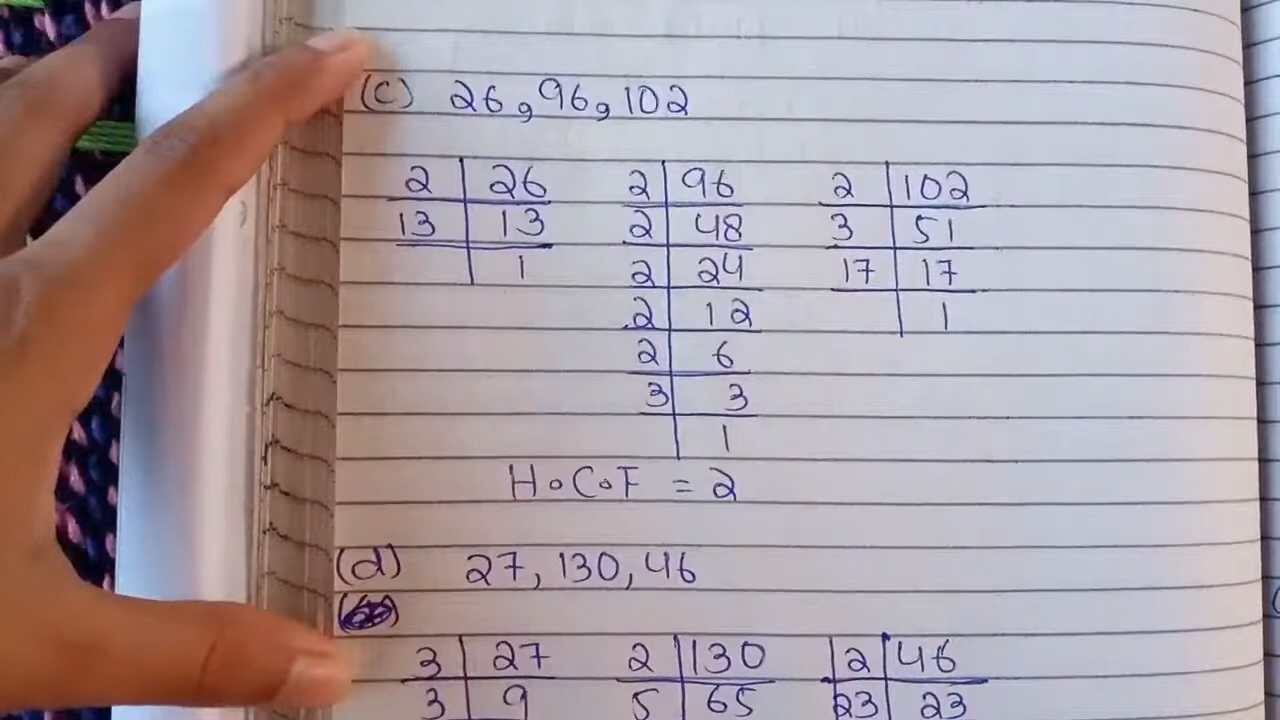 (C) 26,96,102
2 26 2 96 2 102
13 13 2 48 3 51
1 2 24 17 17
2 12 1
2 6
3 3
1
H.C.F = 2
(d) 27, 130, 46
3 27 2 130 2 46
3 9 5 65 23 23